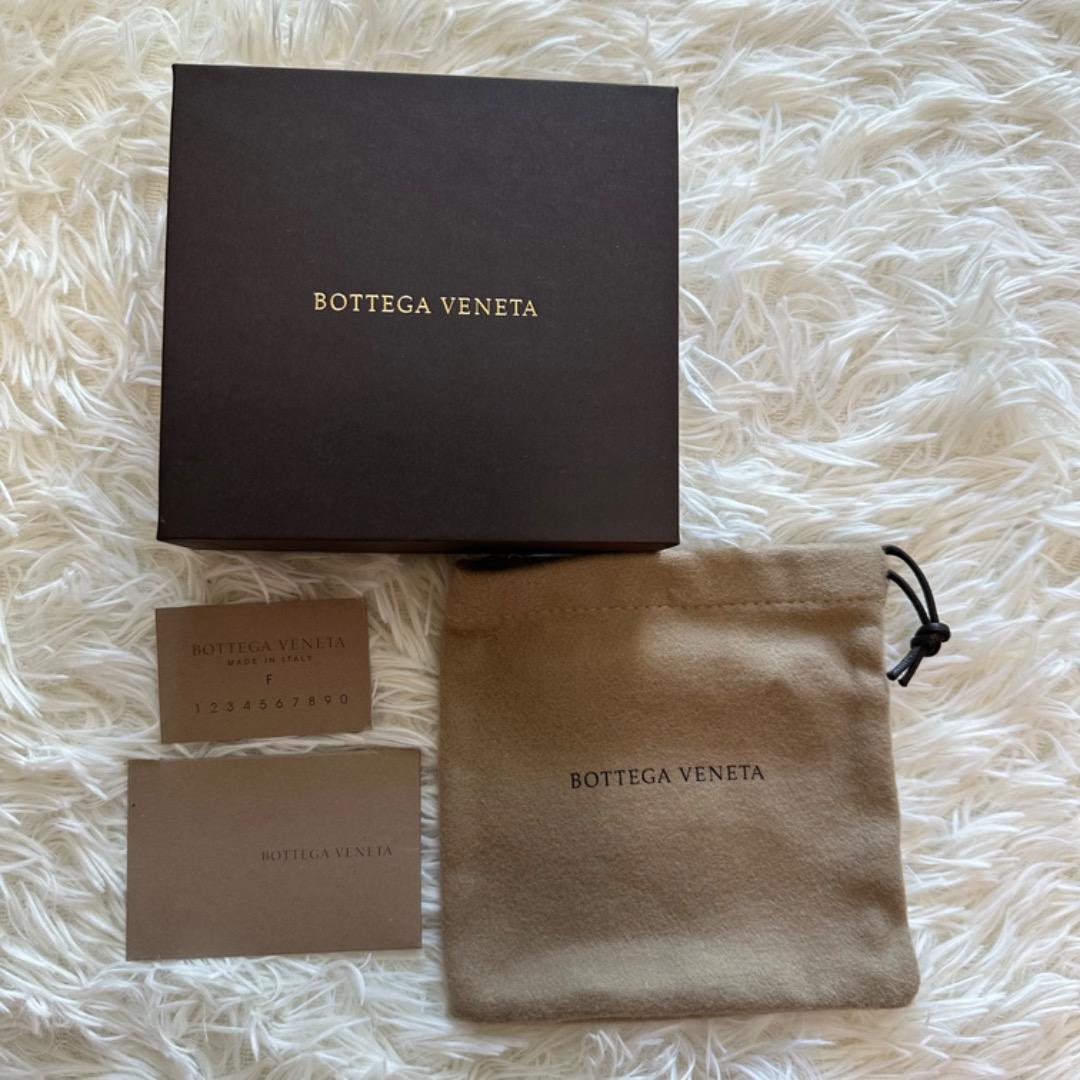 BOTTEGA VENETA
BOTTEGA VENETA
MADE IN ITALY
F
1 2 3 4 5 6 7 8 9 0
BOTTEGA VENETA
BOTTEGA VENETA